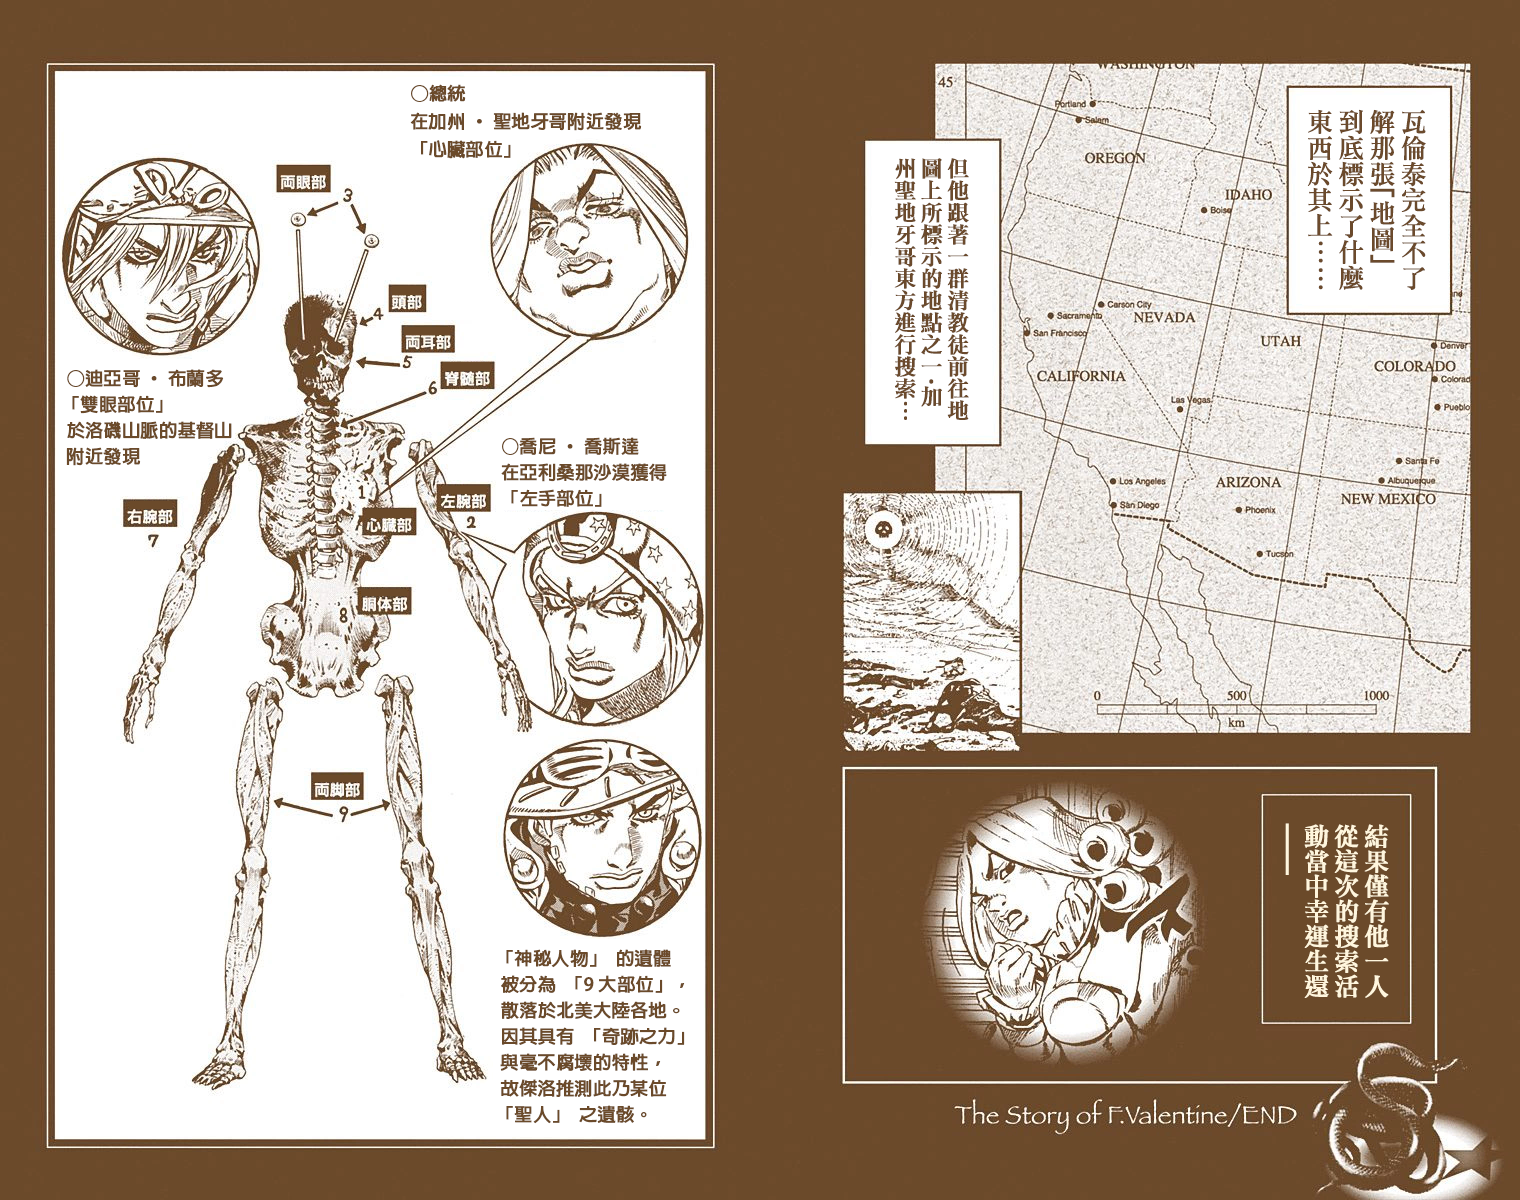 瓦倫泰完全不了
解那張『地圖』
到底標示了什麼
東西於其上……
但他跟著一群清教徒前往地
圖上所標示的地點之一・加
州聖地牙哥東方進行搜索…
WASHINGTON
45
Portland
Salem
OREGON
IDAHO
Boise
Carson City
Sacramento
NEVADA
San Francisco
UTAH
Denver
COLORADO
Colorad
CALIFORNIA
Las Vegas
Pueblo
Santa Fe
Los Angeles
ARIZONA
Albuquerque
NEW MEXICO
San Diego
Phoenix
Tucson
0
500
1000
km
結果僅有他一人
從這次的搜索活
動當中幸運生還
——
The Story of F.Valentine/END
○總統
在加州 ・ 聖地牙哥附近發現
「心臟部位」
両眼部
3
頭部
4
両耳部
5
脊髄部
6
○迪亞哥 ・ 布蘭多
「雙眼部位」
於洛磯山脈的基督山
附近發現
○喬尼 ・ 喬斯達
在亞利桑那沙漠獲得
「左手部位」
1
心臓部
左腕部
2
右腕部
7
胴体部
8
両脚部
9
「神秘人物」 的遺體
被分為 「9大部位」，
散落於北美大陸各地。
因其具有 「奇跡之力」
與毫不腐壞的特性，
故傑洛推測此乃某位
「聖人」 之遺骸。